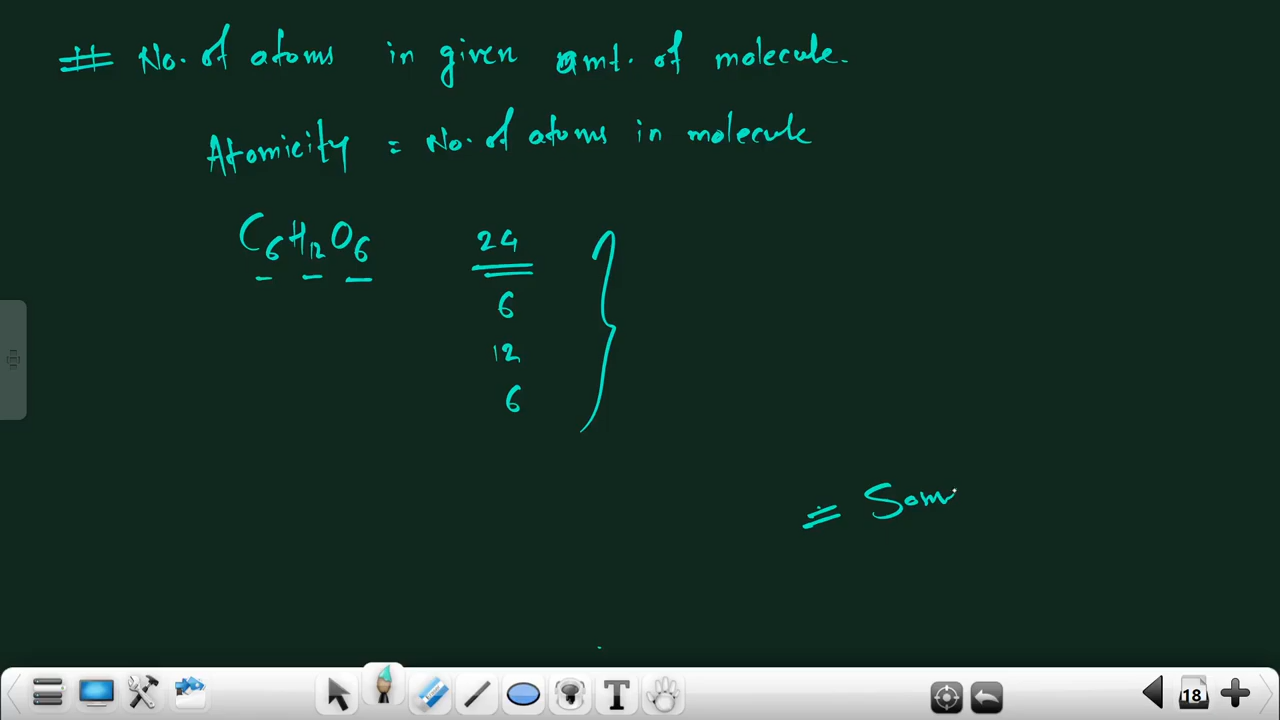 # No. of atoms in given amt. of molecule.
Atomicity = No. of atoms in molecule
C6H12O6 24
6
12
6
= Som
18